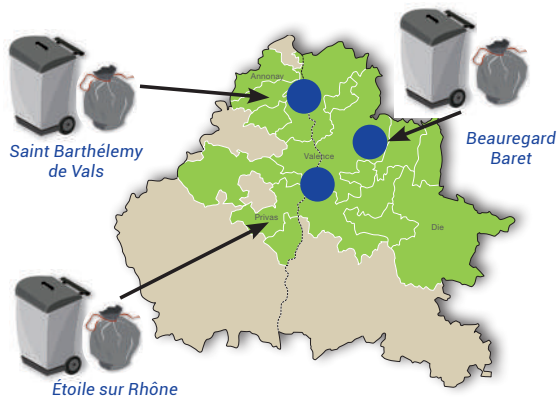 Saint Barthélemy
de Vals
Beauregard
Baret
Annonay
Valence
Privas
Die
Étoile sur Rhône